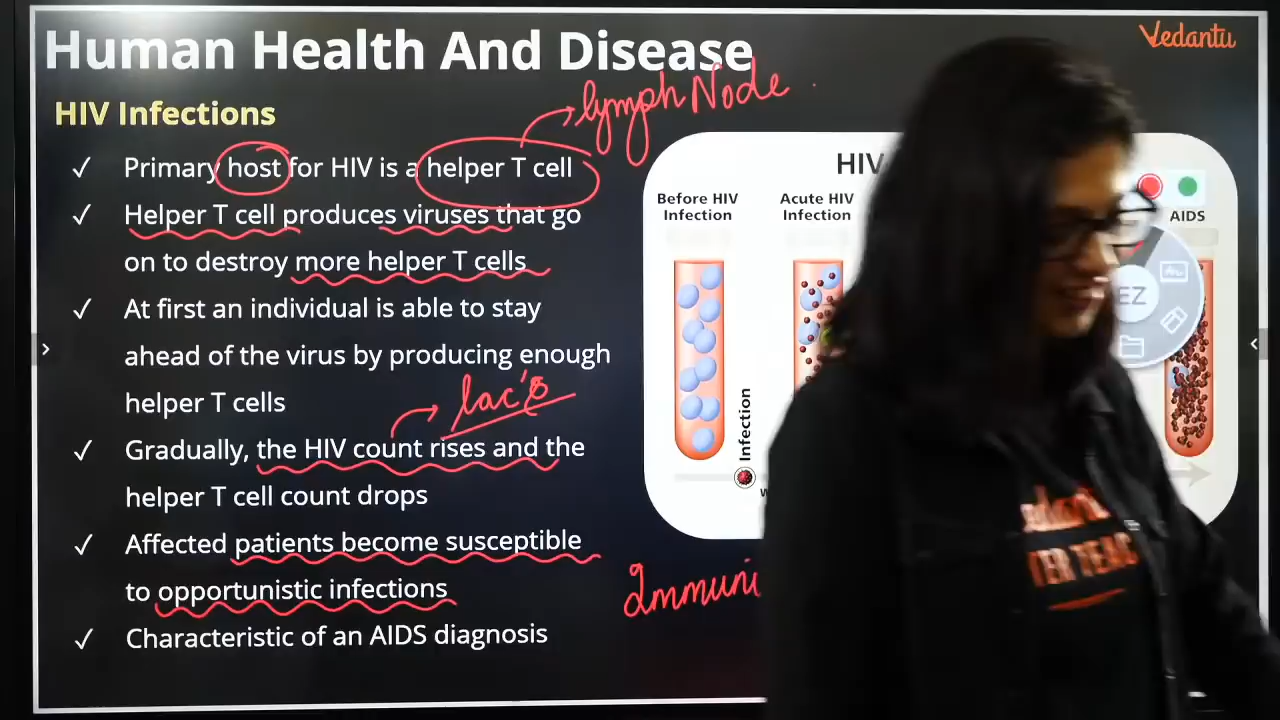 Human Health And Disease
Vedantu
HIV Infections
lymph Node
✓ Primary host for HIV is a helper T cell
✓ Helper T cell produces viruses that go
on to destroy more helper T cells
✓ At first an individual is able to stay
ahead of the virus by producing enough
helper T cells
lac's
✓ Gradually, the HIV count rises and the
helper T cell count drops
✓ Affected patients become susceptible
to opportunistic infections
✓ Characteristic of an AIDS diagnosis
HIV
Before HIV
Infection
Acute HIV
Infection
AIDS
EZ
Infection
Immuni